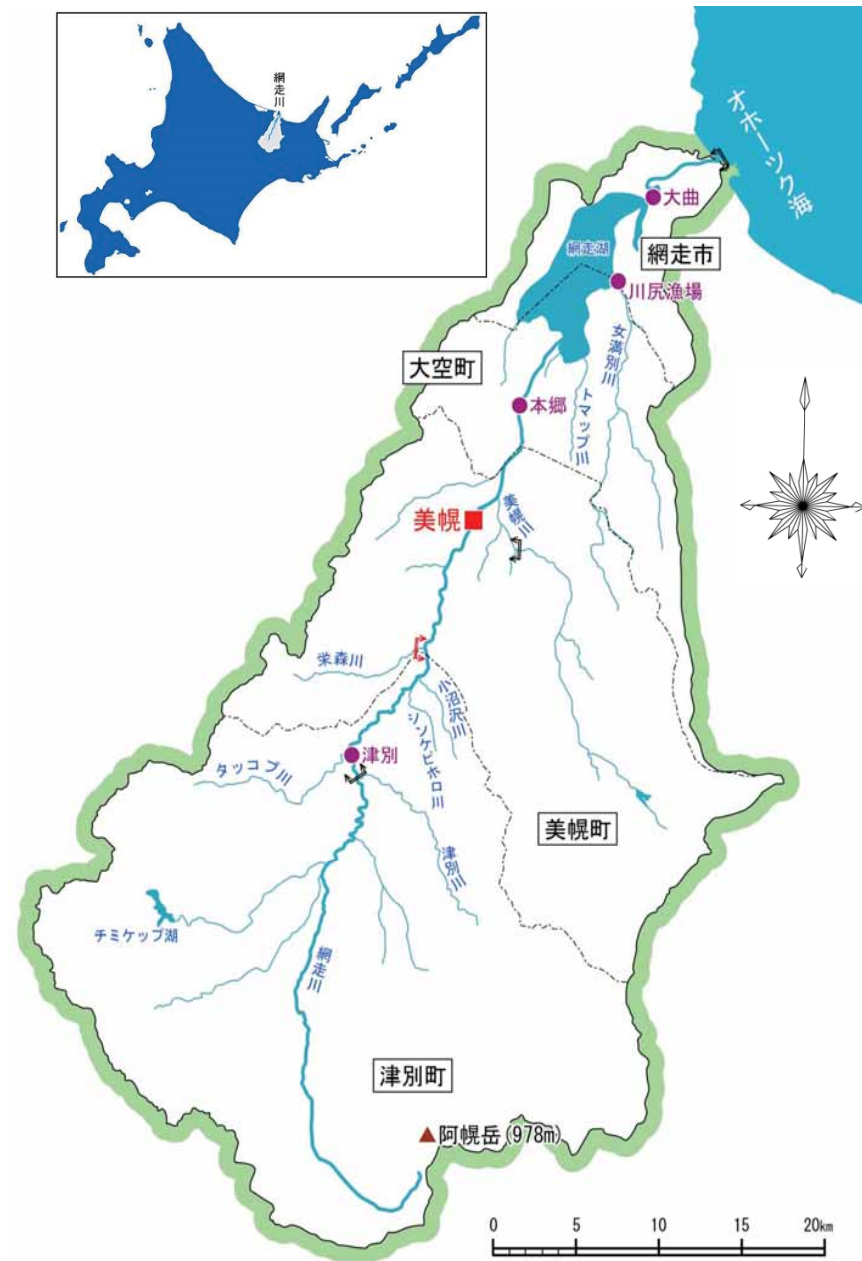 網走川
オホーツク海
大曲
網走湖
網走市
川尻漁場
女満別川
大空町
トマップ川
本郷
美幌
美幌川
栄森川
小沼沢川
シンケピホロ川
津別
タッコブ川
美幌町
津別川
チミケップ湖
網走川
津別町
阿幌岳(978m)
0 5 10 15 20km